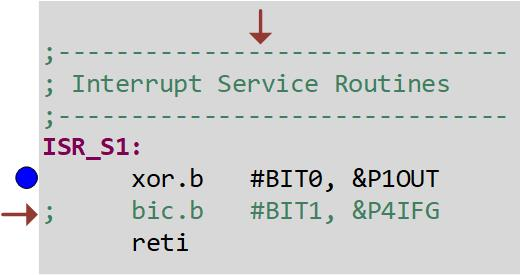 ;-------------------------------
; Interrupt Service Routines
;-------------------------------
ISR_S1:
xor.b #BIT0, &P1OUT
; bic.b #BIT1, &P4IFG
reti